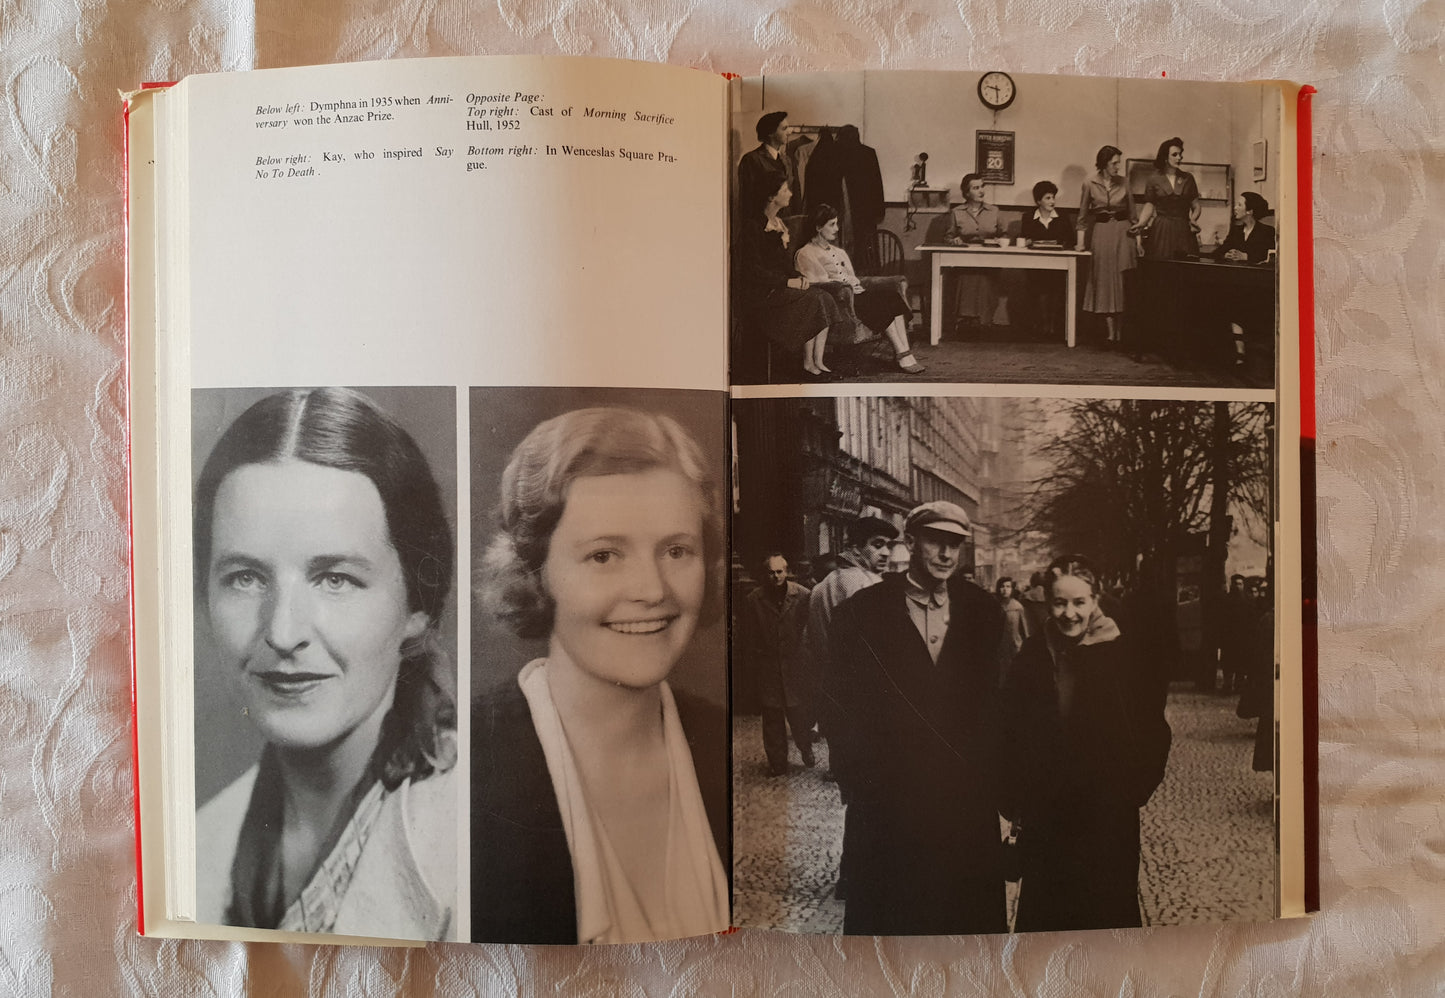 Below left: Dymphna in 1935 when Anni-
versary won the Anzac Prize.
Below right: Kay, who inspired Say
No To Death .
Opposite Page:
Top right: Cast of Morning Sacrifice
Hull, 1952
Bottom right: In Wenceslas Square Pra-
gue.
20